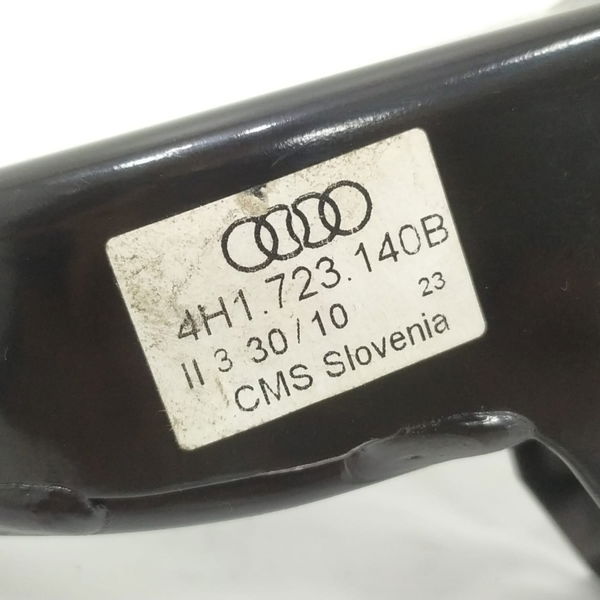 4H1.723.140B
II 3 30/10 23
CMS Slovenia